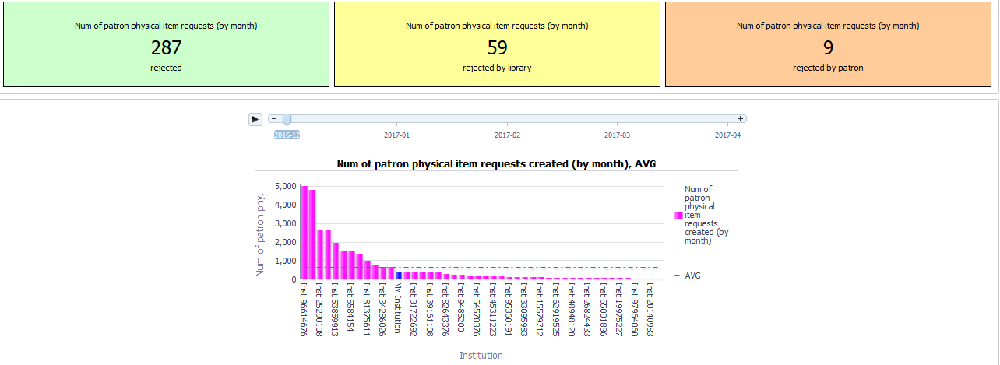 Num of patron physical item requests (by month)
287
rejected
Num of patron physical item requests (by month)
59
rejected by library
Num of patron physical item requests (by month)
9
rejected by patron
2016-12
2017-01
2017-02
2017-03
2017-04
Num of patron physical item requests created (by month), AVG
Num of patron phy...
5,000
4,000
3,000
2,000
1,000
0
Inst 96614676
Inst 25290108
Inst 53859913
Inst 5584154
Inst 81375611
Inst 34286026
My Institution
Inst 31722692
Inst 39161108
Inst 82643376
Inst 9485200
Inst 54570376
Inst 45311223
Inst 95360191
Inst 33095983
Inst 15579712
Inst 62919525
Inst 48948120
Inst 26824433
Inst 55001886
Inst 19975227
Inst 97964060
Inst 20140983
Institution
Num of
patron
physical
item
requests
created (by
month)
AVG